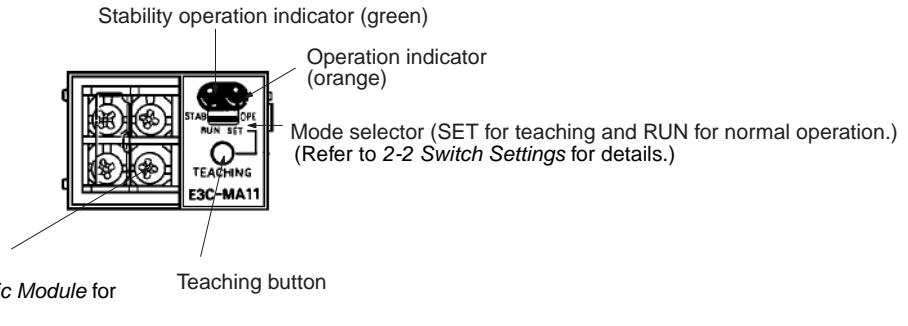 Stability operation indicator (green)
Operation indicator
(orange)
STAB
OPE
RUN SET
Mode selector (SET for teaching and RUN for normal operation.)
(Refer to 2-2 Switch Settings for details.)
TEACHING
E3C-MA11
Teaching button
Module for